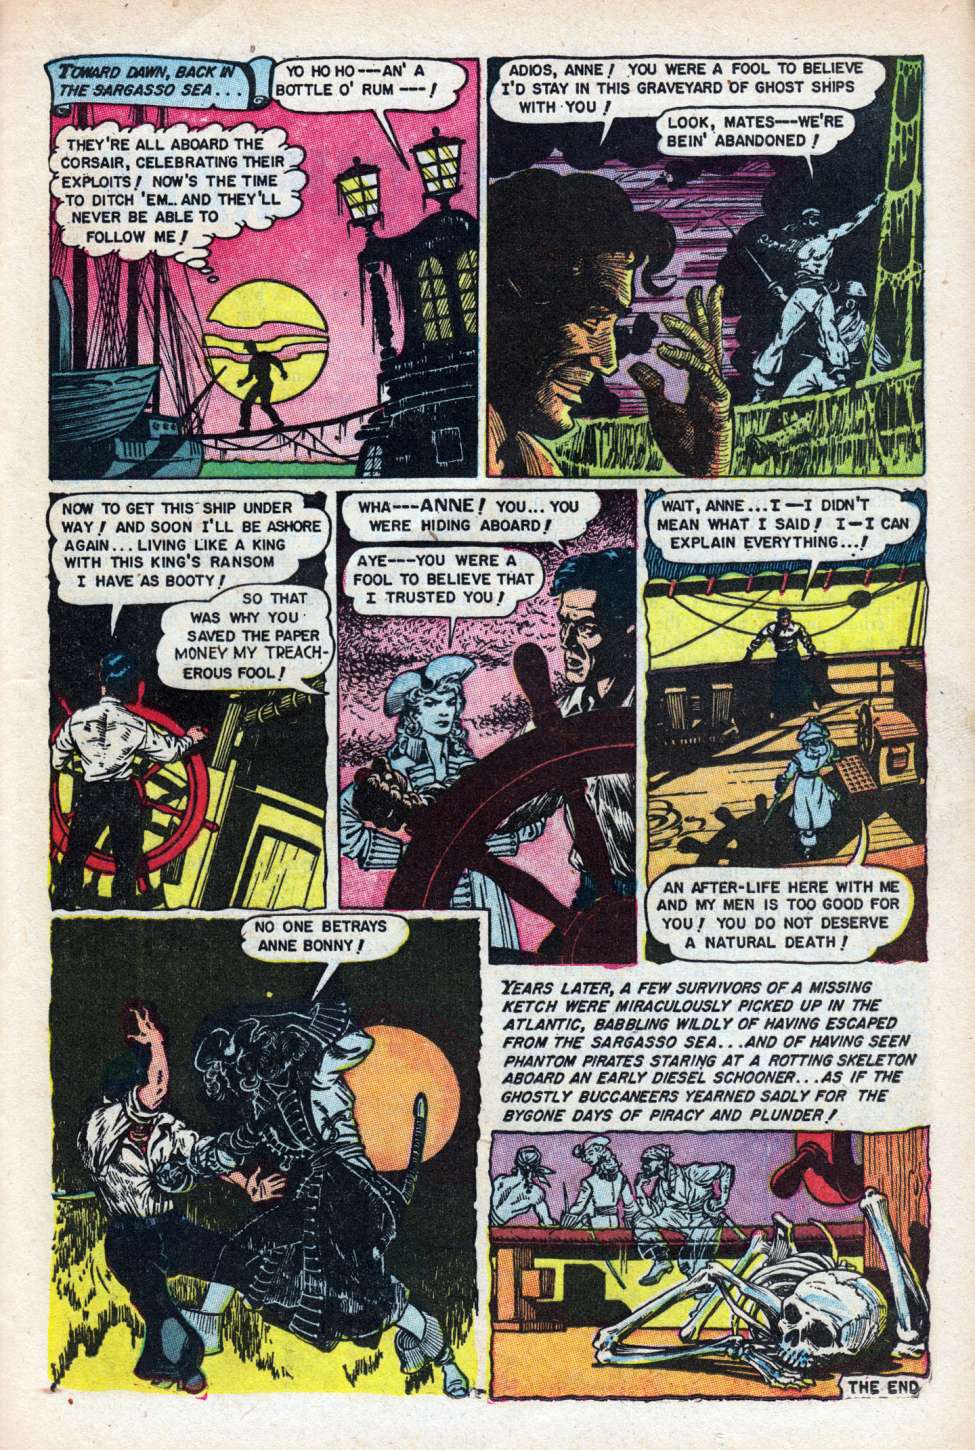 TOWARD DAWN, BACK IN
THE SARGASSO SEA...
YO HO HO---AN' A
BOTTLE O' RUM ---!
THEY'RE ALL ABOARD THE
CORSAIR, CELEBRATING THEIR
EXPLOITS! NOW'S THE TIME
TO DITCH 'EM... AND THEY'LL
NEVER BE ABLE TO
FOLLOW ME!
ADIOS, ANNE! YOU WERE A FOOL TO BELIEVE
I'D STAY IN THIS GRAVEYARD OF GHOST SHIPS
WITH YOU!
LOOK, MATES---WE'RE
BEIN' ABANDONED!
NOW TO GET THIS SHIP UNDER
WAY! AND SOON I'LL BE ASHORE
AGAIN... LIVING LIKE A KING
WITH THIS KING'S RANSOM
I HAVE AS BOOTY!
SO THAT
WAS WHY YOU
SAVED THE PAPER
MONEY MY TREACH-
EROUS FOOL!
WHA---ANNE! YOU... YOU
WERE HIDING ABOARD!
AYE---YOU WERE A
FOOL TO BELIEVE THAT
I TRUSTED YOU!
WAIT, ANNE...I—I DIDN'T
MEAN WHAT I SAID! I—I CAN
EXPLAIN EVERYTHING...!
AN AFTER-LIFE HERE WITH ME
AND MY MEN IS TOO GOOD FOR
YOU! YOU DO NOT DESERVE
A NATURAL DEATH!
NO ONE BETRAYS
ANNE BONNY!
YEARS LATER, A FEW SURVIVORS OF A MISSING
KETCH WERE MIRACULOUSLY PICKED UP IN THE
ATLANTIC, BABBLING WILDLY OF HAVING ESCAPED
FROM THE SARGASSO SEA...AND OF HAVING SEEN
PHANTOM PIRATES STARING AT A ROTTING SKELETON
ABOARD AN EARLY DIESEL SCHOONER...AS IF THE
GHOSTLY BUCCANEERS YEARNED SADLY FOR THE
BYGONE DAYS OF PIRACY AND PLUNDER!
THE END